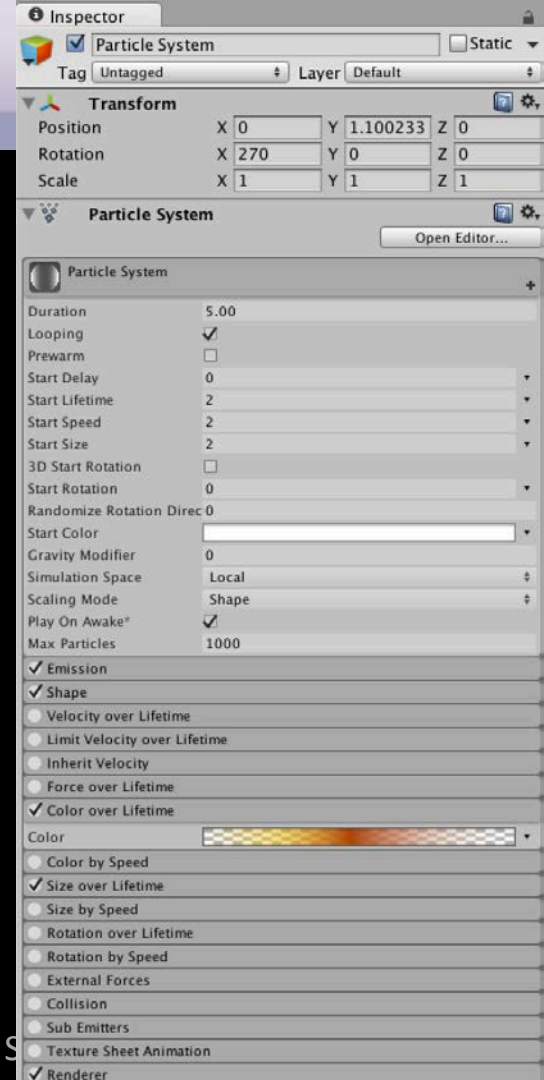 Inspector
Particle System Static
Tag Untagged Layer Default
Transform
Position X 0 Y 1.100233 Z 0
Rotation X 270 Y 0 Z 0
Scale X 1 Y 1 Z 1
Particle System
Open Editor...
Particle System
Duration 5.00
Looping
Prewarm
Start Delay 0
Start Lifetime 2
Start Speed 2
Start Size 2
3D Start Rotation
Start Rotation 0
Randomize Rotation Direc 0
Start Color
Gravity Modifier 0
Simulation Space Local
Scaling Mode Shape
Play On Awake*
Max Particles 1000
Emission
Shape
Velocity over Lifetime
Limit Velocity over Lifetime
Inherit Velocity
Force over Lifetime
Color over Lifetime
Color
Color by Speed
Size over Lifetime
Size by Speed
Rotation over Lifetime
Rotation by Speed
External Forces
Collision
Sub Emitters
S
Texture Sheet Animation
Renderer